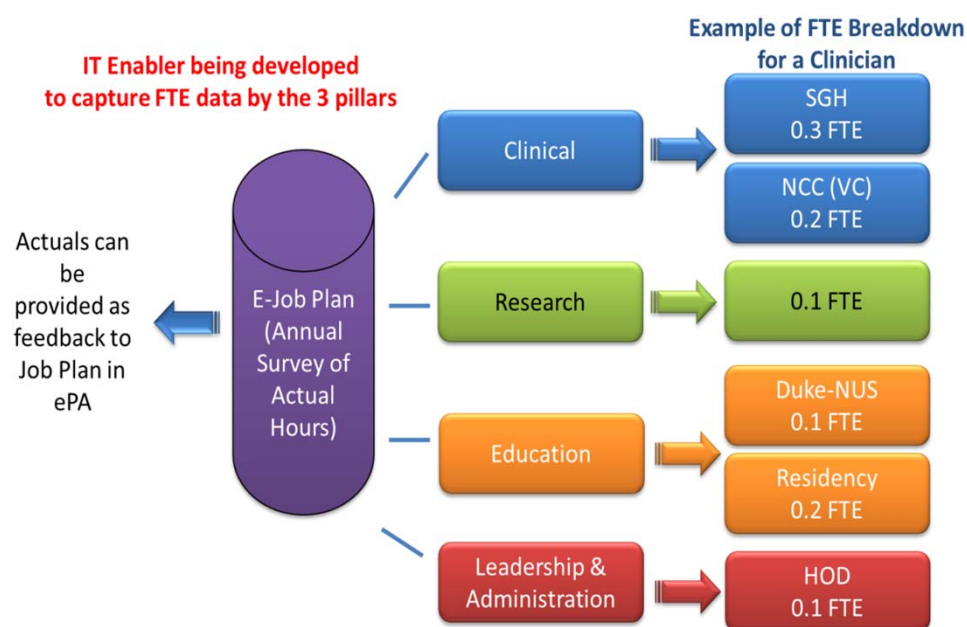 Example of FTE Breakdown
for a Clinician
IT Enabler being developed
to capture FTE data by the 3 pillars
Actuals can
be
provided as
feedback to
Job Plan in
ePA
E-Job Plan
(Annual
Survey of
Actual
Hours)
Clinical
SGH
0.3 FTE
NCC (VC)
0.2 FTE
Research
0.1 FTE
Education
Duke-NUS
0.1 FTE
Residency
0.2 FTE
Leadership &
Administration
HOD
0.1 FTE